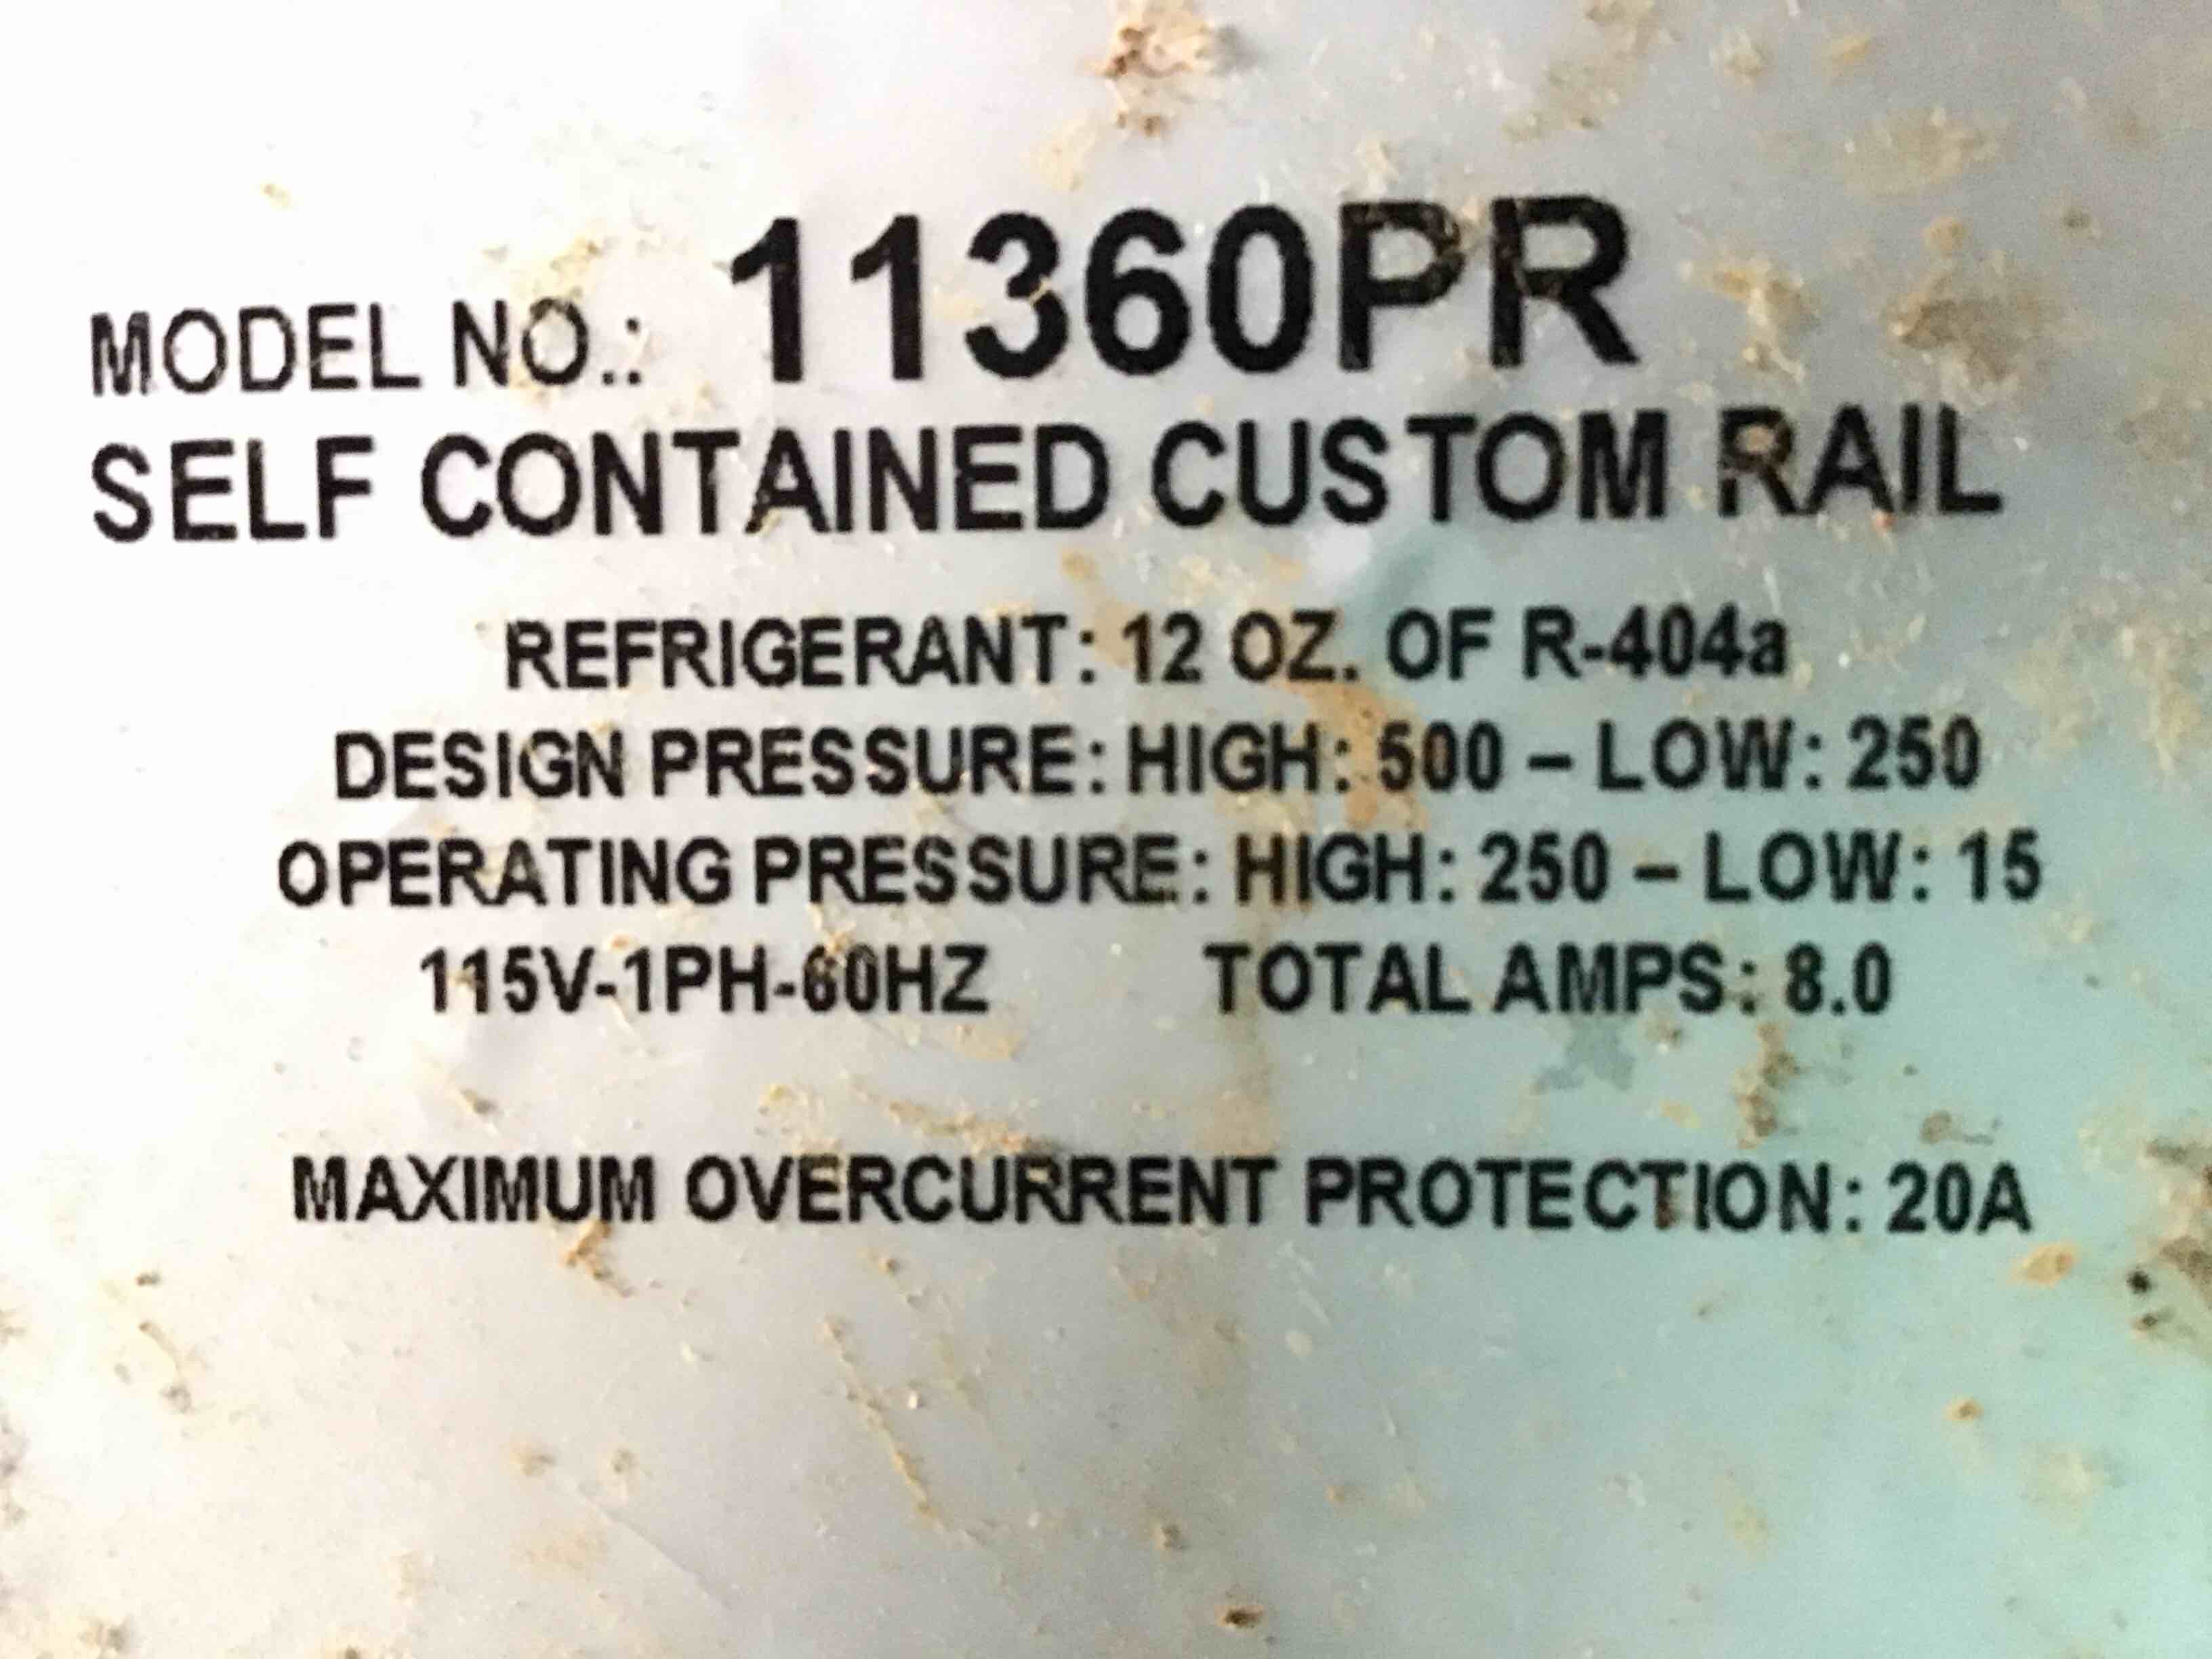 MODEL NO.: 11360PR
SELF CONTAINED CUSTOM RAIL
REFRIGERANT: 12 OZ. OF R-404a
DESIGN PRESSURE: HIGH: 500 – LOW: 250
OPERATING PRESSURE: HIGH: 250 – LOW: 15
115V-1PH-60HZ TOTAL AMPS: 8.0
MAXIMUM OVERCURRENT PROTECTION: 20A